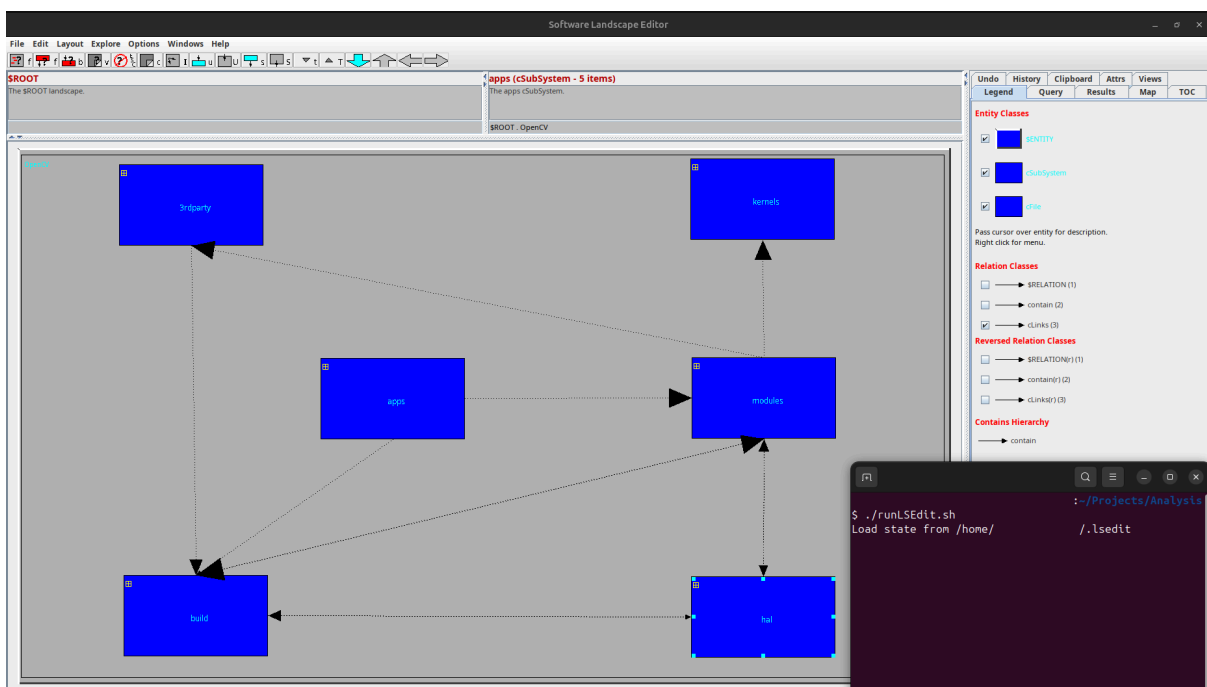 Software Landscape Editor
File Edit Layout Explore Options Windows Help
f f b v c I u U s S t T
$ROOT
The $ROOT landscape.
apps (cSubSystem - 5 items)
The apps cSubSystem.
$ROOT . OpenCV
Undo History Clipboard Attrs Views
Legend Query Results Map TOC
Entity Classes
$ENTITY
cSubSystem
cFile
Pass cursor over entity for description.
Right click for menu.
Relation Classes
$RELATION (1)
contain (2)
cLinks (3)
Reversed Relation Classes
$RELATION(r) (1)
contain(r) (2)
cLinks(r) (3)
Contains Hierarchy
contain
3rdparty
kernels
apps
modules
build
hal
:~/Projects/Analysis
$ ./runLSEdit.sh
Load state from /home/ /.lsedit